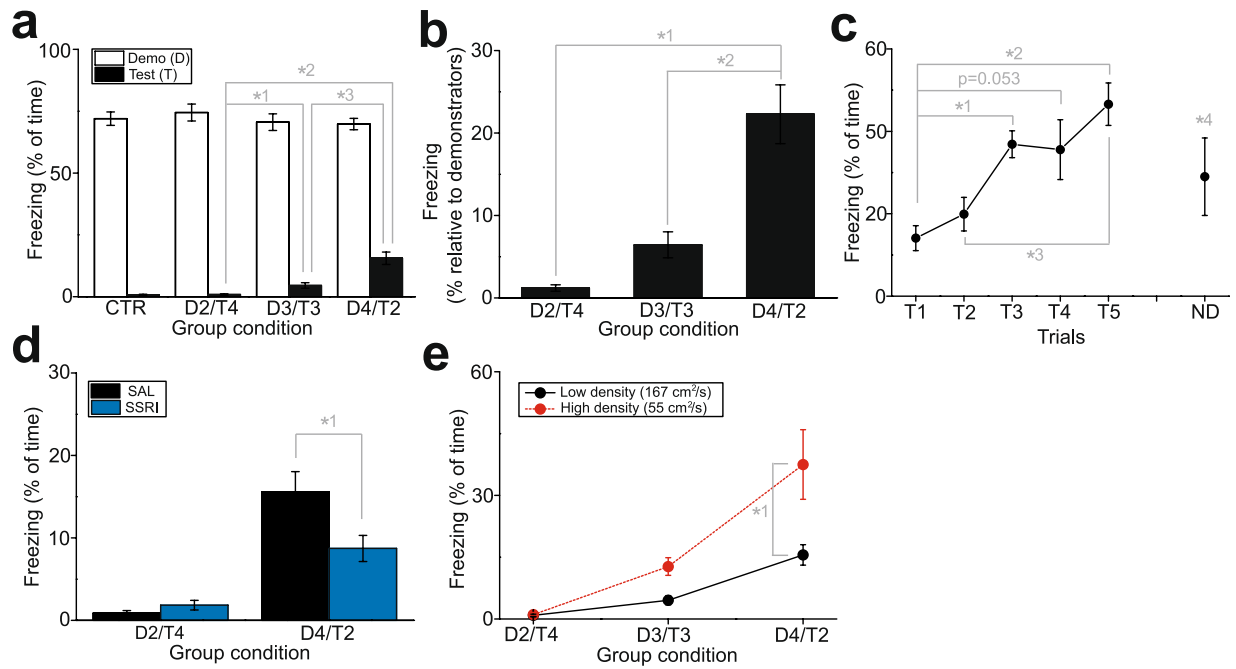 a
100
50
0
Freezing (% of time)
Demo (D)
Test (T)
*1
*2
*3
CTR D2/T4 D3/T3 D4/T2
Group condition
b
30
20
10
0
Freezing
(% relative to demonstrators)
*1
*2
D2/T4 D3/T3 D4/T2
Group condition
c
60
50
20
0
Freezing (% of time)
*2
p=0.053
*1
*4
*3
T1 T2 T3 T4 T5 ND
Trials
d
30
20
10
0
Freezing (% of time)
SAL
SSRI
*1
D2/T4 D4/T2
Group condition
e
60
30
0
Freezing (% of time)
Low density (167 cm²/s)
High density (55 cm²/s)
*1
D2/T4 D3/T3 D4/T2
Group condition